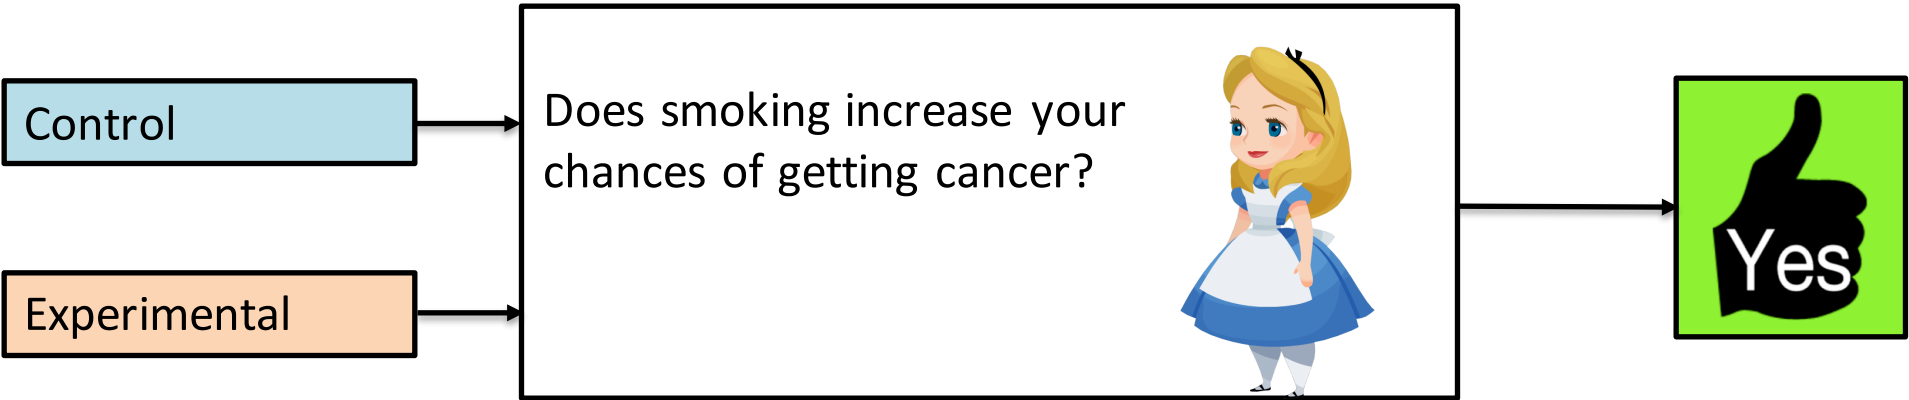 Control
Experimental
Does smoking increase your
chances of getting cancer?
Yes